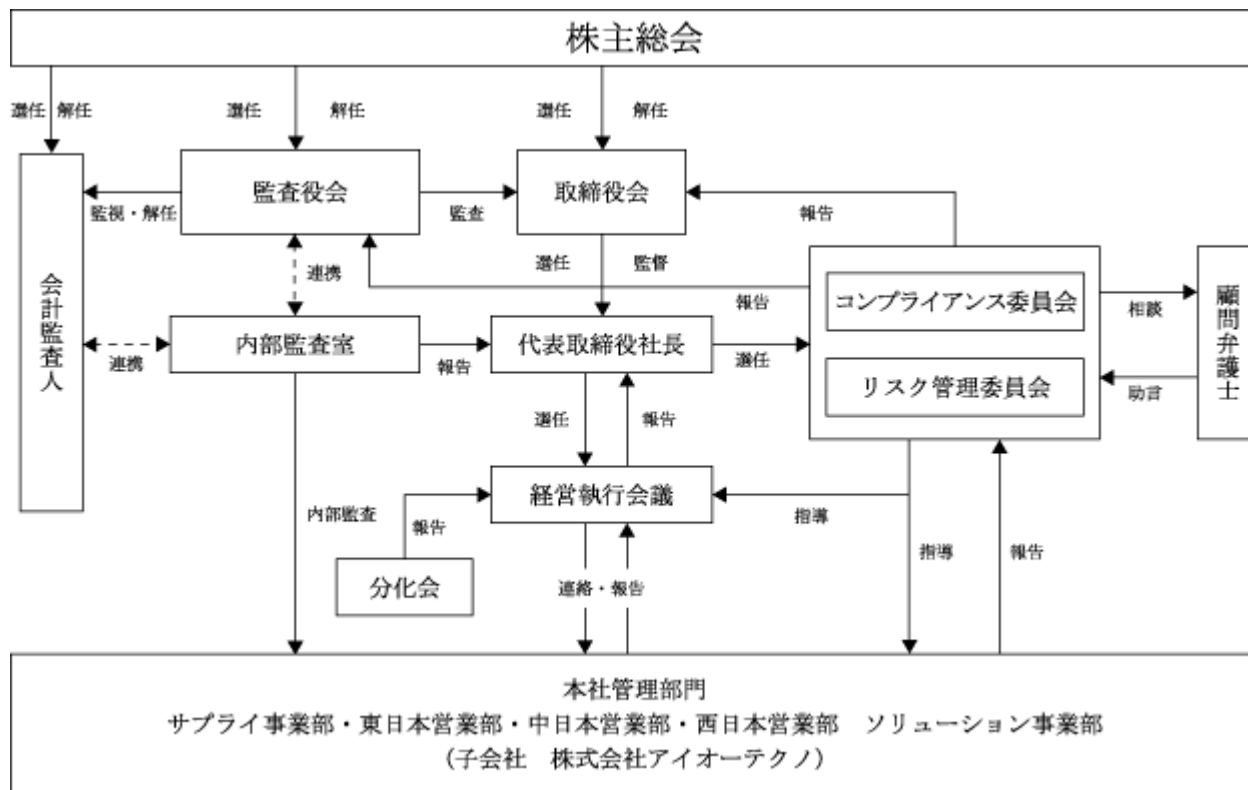 株主総会
選任 解任
選任 解任
選任 解任
監査役会
取締役会
監視・解任
監査
報告
会計監査人
連携
選任 監督
報告
コンプライアンス委員会
相談
顧問弁護士
内部監査室
代表取締役社長
連携
報告
選任
リスク管理委員会
助言
選任
報告
経営執行会議
内部監査
報告
指導
分化会
連絡・報告
指導
報告
本社管理部門
サプライ事業部・東日本営業部・中日本営業部・西日本営業部 ソリューション事業部
(子会社 株式会社アイオーテクノ)